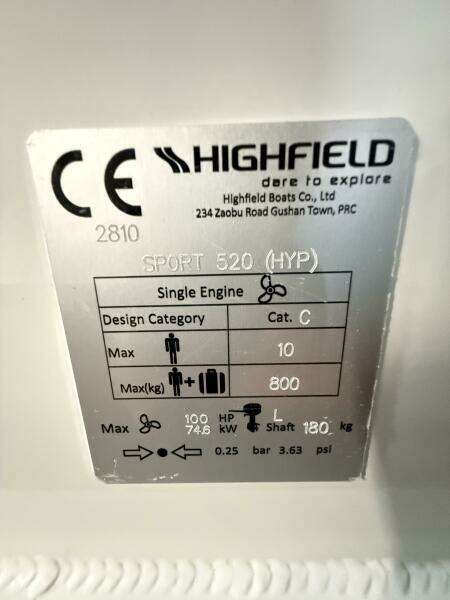 CE
2810
HIGHFIELD
dare to explore
Highfield Boats Co., Ltd
234 Zaobu Road Gushan Town, PRC
SPORT 520 (HYP)
Single Engine
Design Category Cat. C
Max 10
Max(kg) + 800
Max 100 HP 74.6 kW L Shaft 180 kg
0.25 bar 3.63 psi